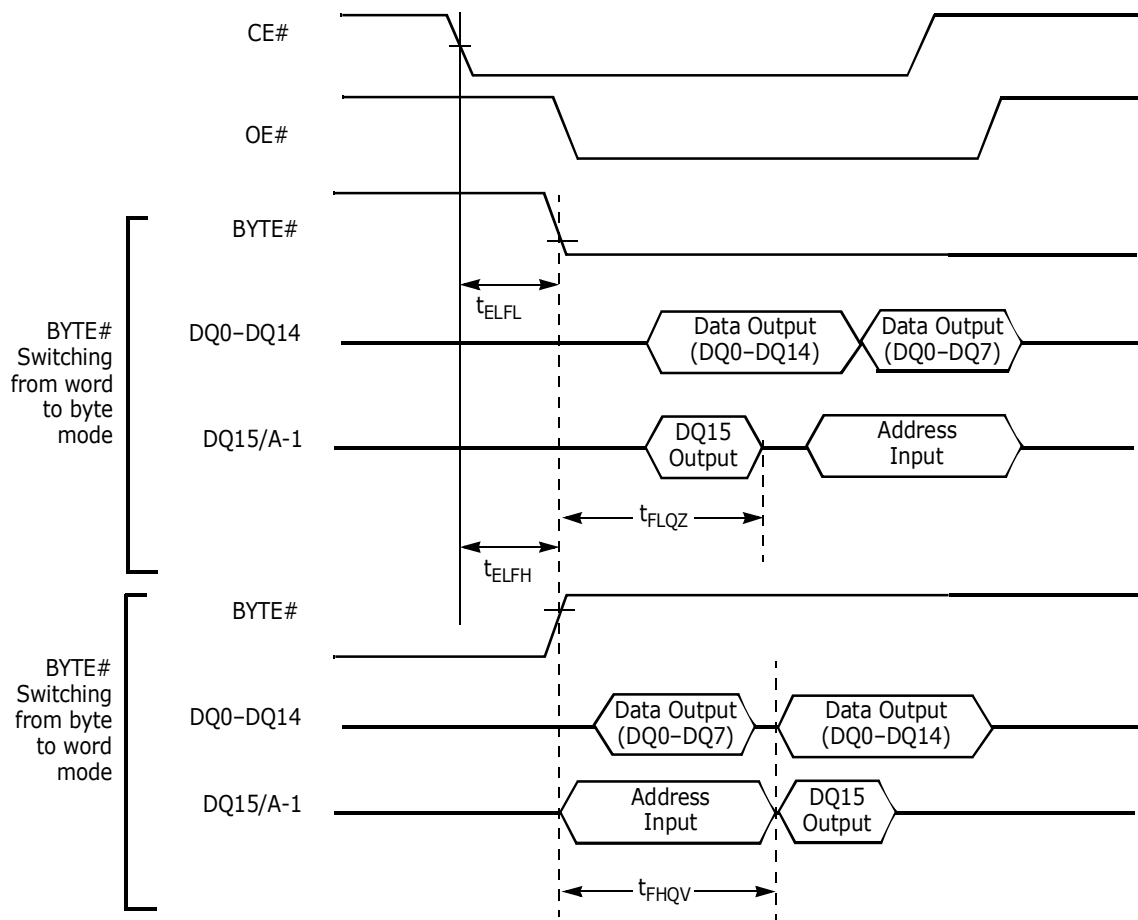 CE#
OE#
BYTE#
tELFL
BYTE#
Switching
from word
to byte
mode
DQ0–DQ14
Data Output
(DQ0–DQ14)
Data Output
(DQ0–DQ7)
DQ15/A-1
DQ15
Output
Address
Input
tFLQZ
tELFH
BYTE#
BYTE#
Switching
from byte
to word
mode
DQ0–DQ14
Data Output
(DQ0–DQ7)
Data Output
(DQ0–DQ14)
DQ15/A-1
Address
Input
DQ15
Output
tFHQV